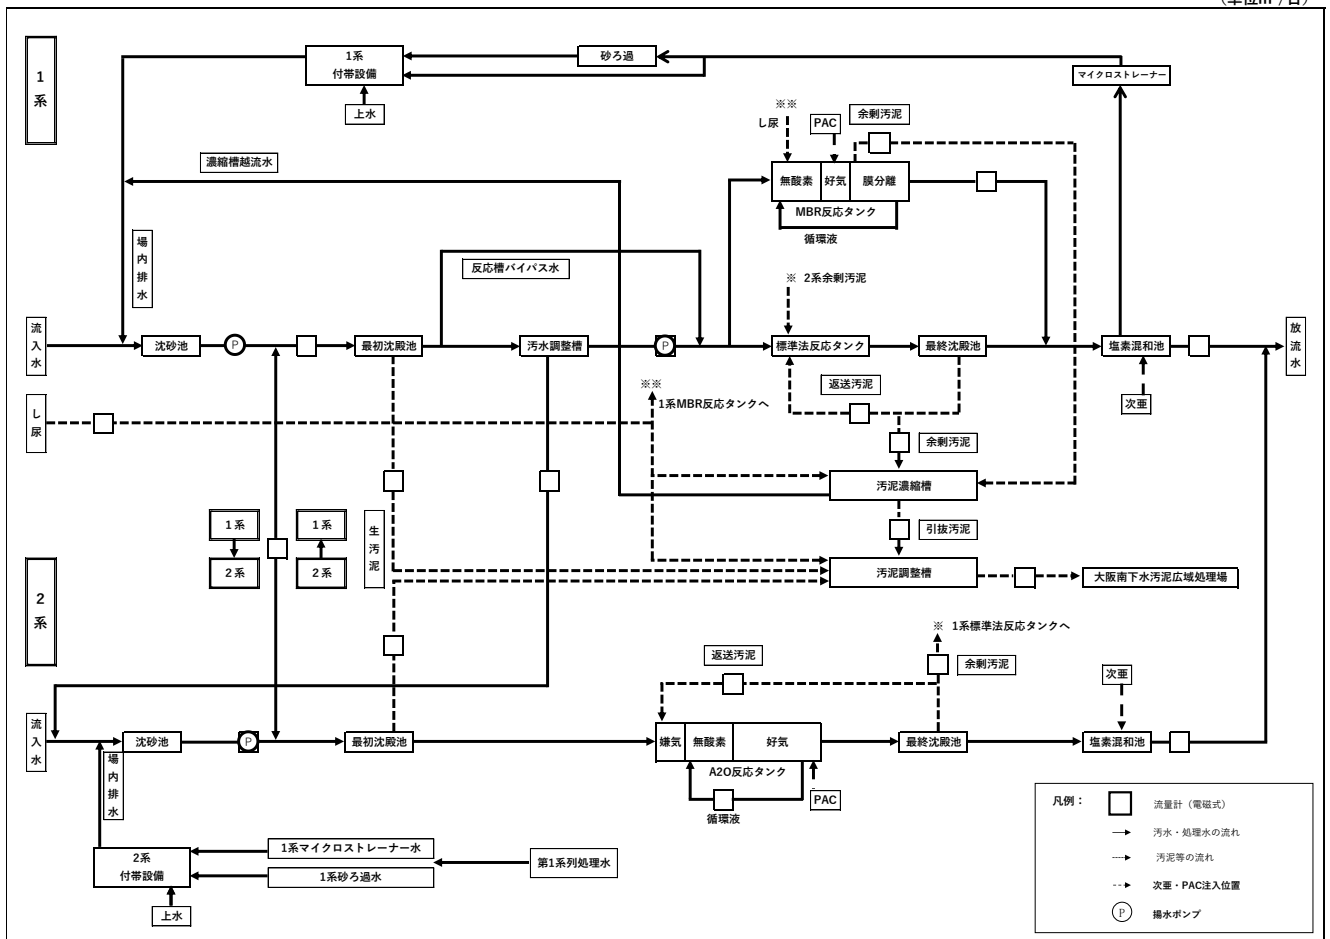 (単位m³/日)
1系
1系
付帯設備
砂ろ過
マイクロストレーナー
上水
※※
し尿
PAC
余剰汚泥
濃縮槽越流水
無酸素
好気
膜分離
MBR反応タンク
循環液
場内排水
反応槽バイパス水
※ 2系余剰汚泥
流入水
沈砂池
P
最初沈殿池
汚水調整槽
P
標準法反応タンク
最終沈殿池
塩素混和池
放流水
※※
1系MBR反応タンクへ
返送汚泥
次亜
し尿
余剰汚泥
汚泥濃縮槽
1系
2系
1系
2系
生汚泥
引抜汚泥
汚泥調整槽
大阪南下水汚泥広域処理場
2系
※ 1系標準法反応タンクへ
返送汚泥
余剰汚泥
次亜
流入水
沈砂池
P
最初沈殿池
嫌気
無酸素
好気
最終沈殿池
塩素混和池
場内排水
A2O反応タンク
PAC
循環液
2系
付帯設備
1系マイクロストレーナー水
1系砂ろ過水
第1系列処理水
上水
凡例：
流量計（電磁式）
汚水・処理水の流れ
汚泥等の流れ
次亜・PAC注入位置
P
揚水ポンプ